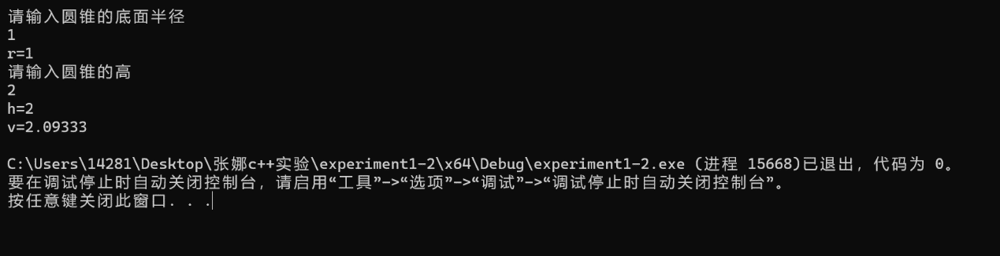 请输入圆锥的底面半径
1
r=1
请输入圆锥的高
2
h=2
v=2.09333
C:\Users\14281\Desktop\张娜c++实验\experiment1-2\x64\Debug\experiment1-2.exe (进程 15668)已退出，代码为 0。
要在调试停止时自动关闭控制台，请启用“工具”->“选项”->“调试”->“调试停止时自动关闭控制台”。
按任意键关闭此窗口. . .